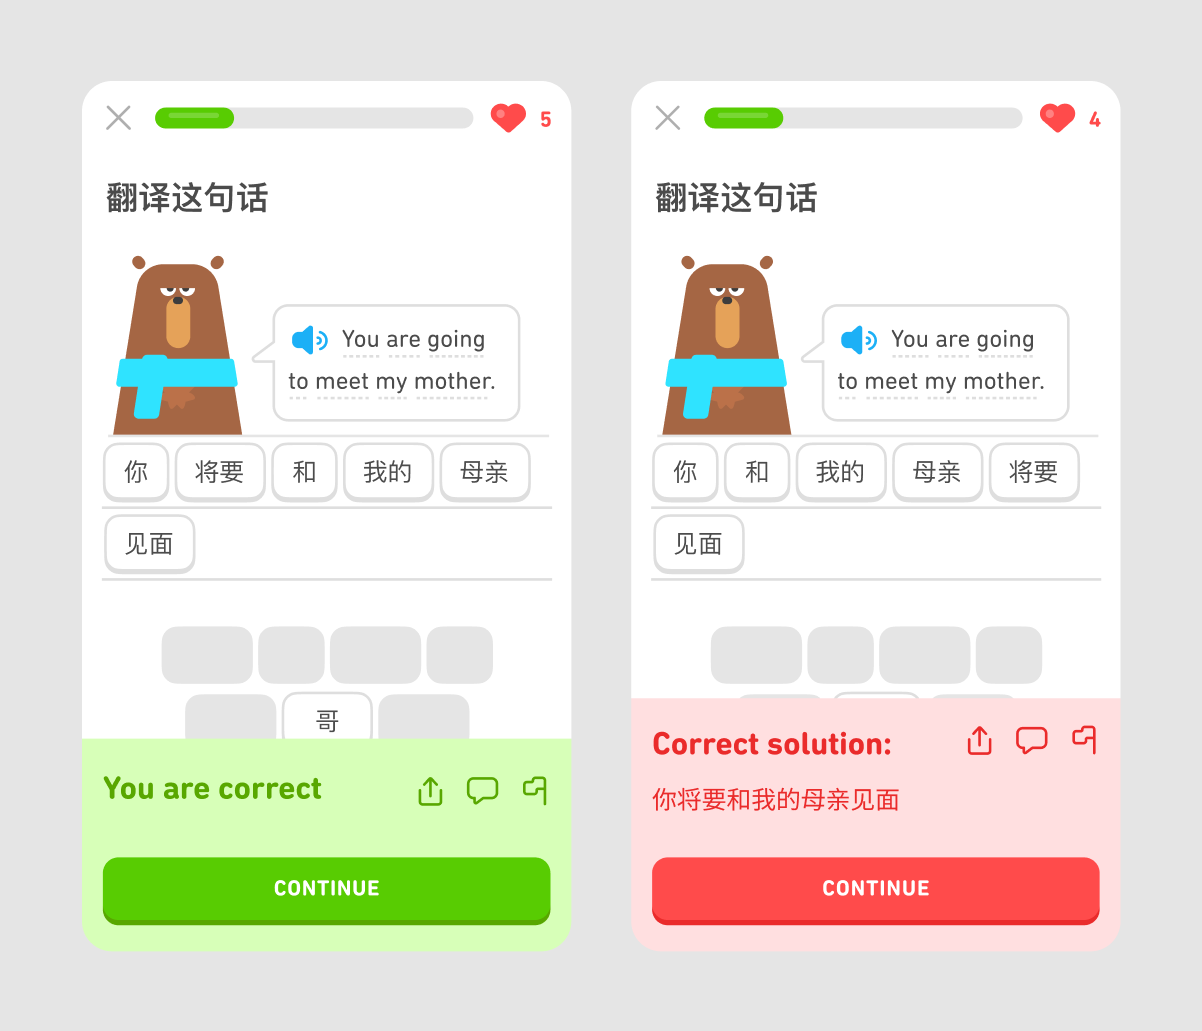 5
翻译这句话
You are going
to meet my mother.
你 将要 和 我的 母亲
见面
哥
You are correct
CONTINUE
4
翻译这句话
You are going
to meet my mother.
你 和 我的 母亲 将要
见面
Correct solution:
你将要和我的母亲见面
CONTINUE